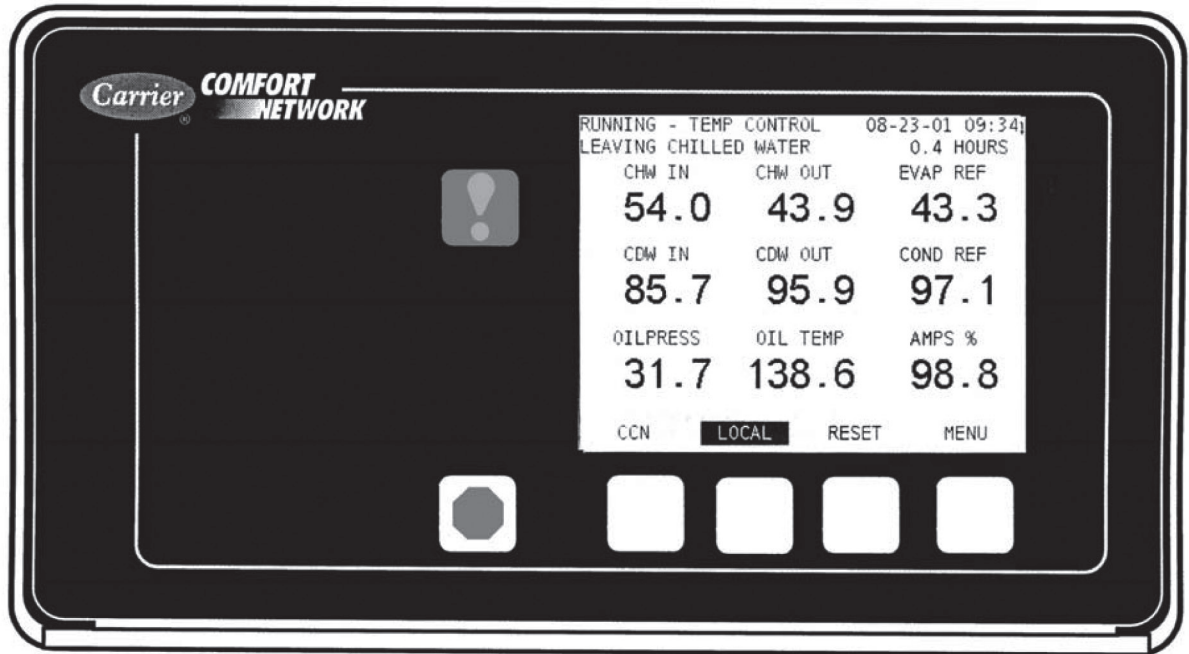 Carrier
®
COMFORT
NETWORK
RUNNING - TEMP CONTROL 08-23-01 09:34
LEAVING CHILLED WATER 0.4 HOURS
CHW IN CHW OUT EVAP REF
54.0 43.9 43.3
CDW IN CDW OUT COND REF
85.7 95.9 97.1
OILPRESS OIL TEMP AMPS %
31.7 138.6 98.8
CCN LOCAL RESET MENU